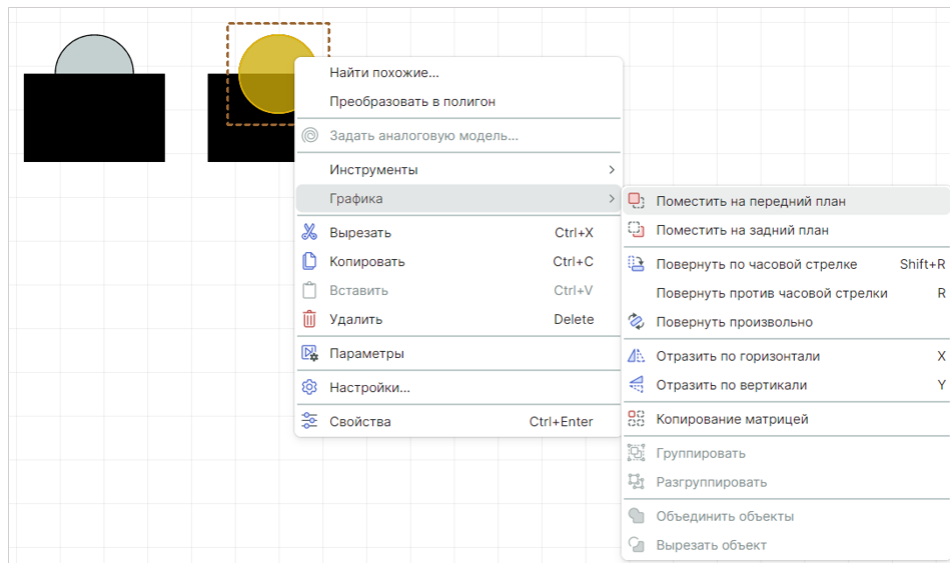 Найти похожие...
Преобразовать в полигон
Задать аналоговую модель...
Инструменты
Графика
Вырезать Ctrl+X
Копировать Ctrl+C
Вставить Ctrl+V
Удалить Delete
Параметры
Настройки...
Свойства Ctrl+Enter
Поместить на передний план
Поместить на задний план
Повернуть по часовой стрелке Shift+R
Повернуть против часовой стрелки R
Повернуть произвольно
Отразить по горизонтали X
Отразить по вертикали Y
Копирование матрицей
Группировать
Разгруппировать
Объединить объекты
Вырезать объект